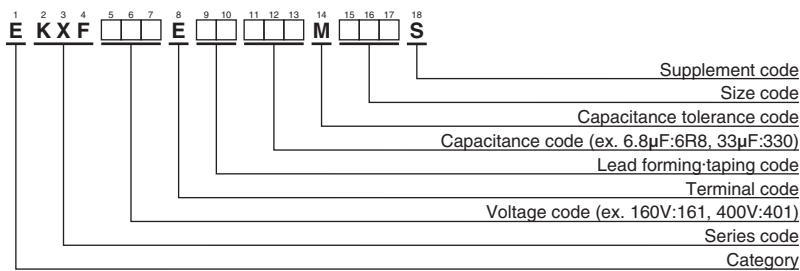 1 2 3 4 5 6 7 8 9 10 11 12 13 14 15 16 17 18
E KXF E M S
Supplement code
Size code
Capacitance tolerance code
Capacitance code (ex. 6.8µF:6R8, 33µF:330)
Lead forming·taping code
Terminal code
Voltage code (ex. 160V:161, 400V:401)
Series code
Category